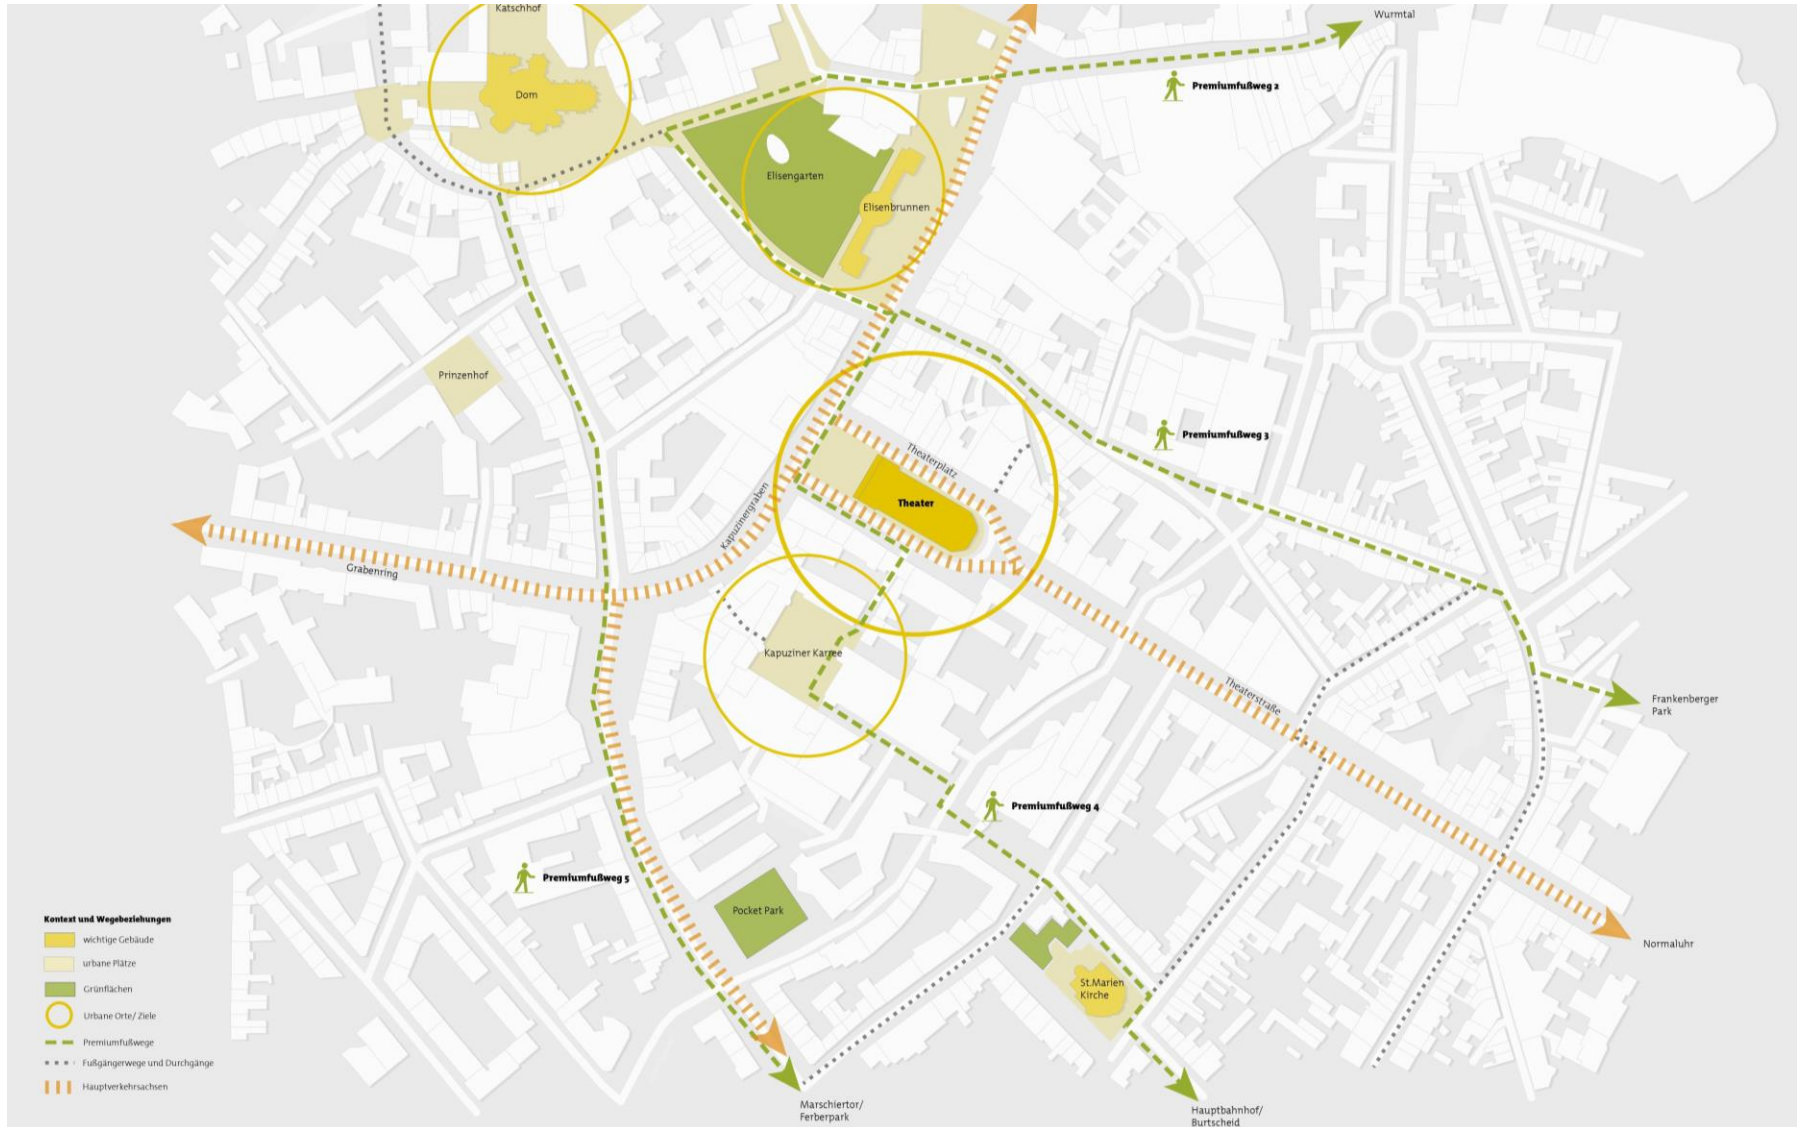 Katschhof
Wurmtal
Premiumfußweg 2
Dom
Elisengarten
Elisenbrunnen
Prinzenhof
Theaterplatz
Premiumfußweg 3
Theater
Kapuzinergraben
Grabenring
Kapuziner Karree
Theaterstraße
Frankenberger
Park
Premiumfußweg 4
Premiumfußweg 5
Pocket Park
Normaluhr
St.Marien
Kirche
Kontext und Wegebeziehungen
wichtige Gebäude
urbane Plätze
Grünflächen
Urbane Orte/ Ziele
Premiumfußwege
Fußgängerwege und Durchgänge
Hauptverkehrsachsen
Marschiertor/
Ferberpark
Hauptbahnhof/
Burtscheid